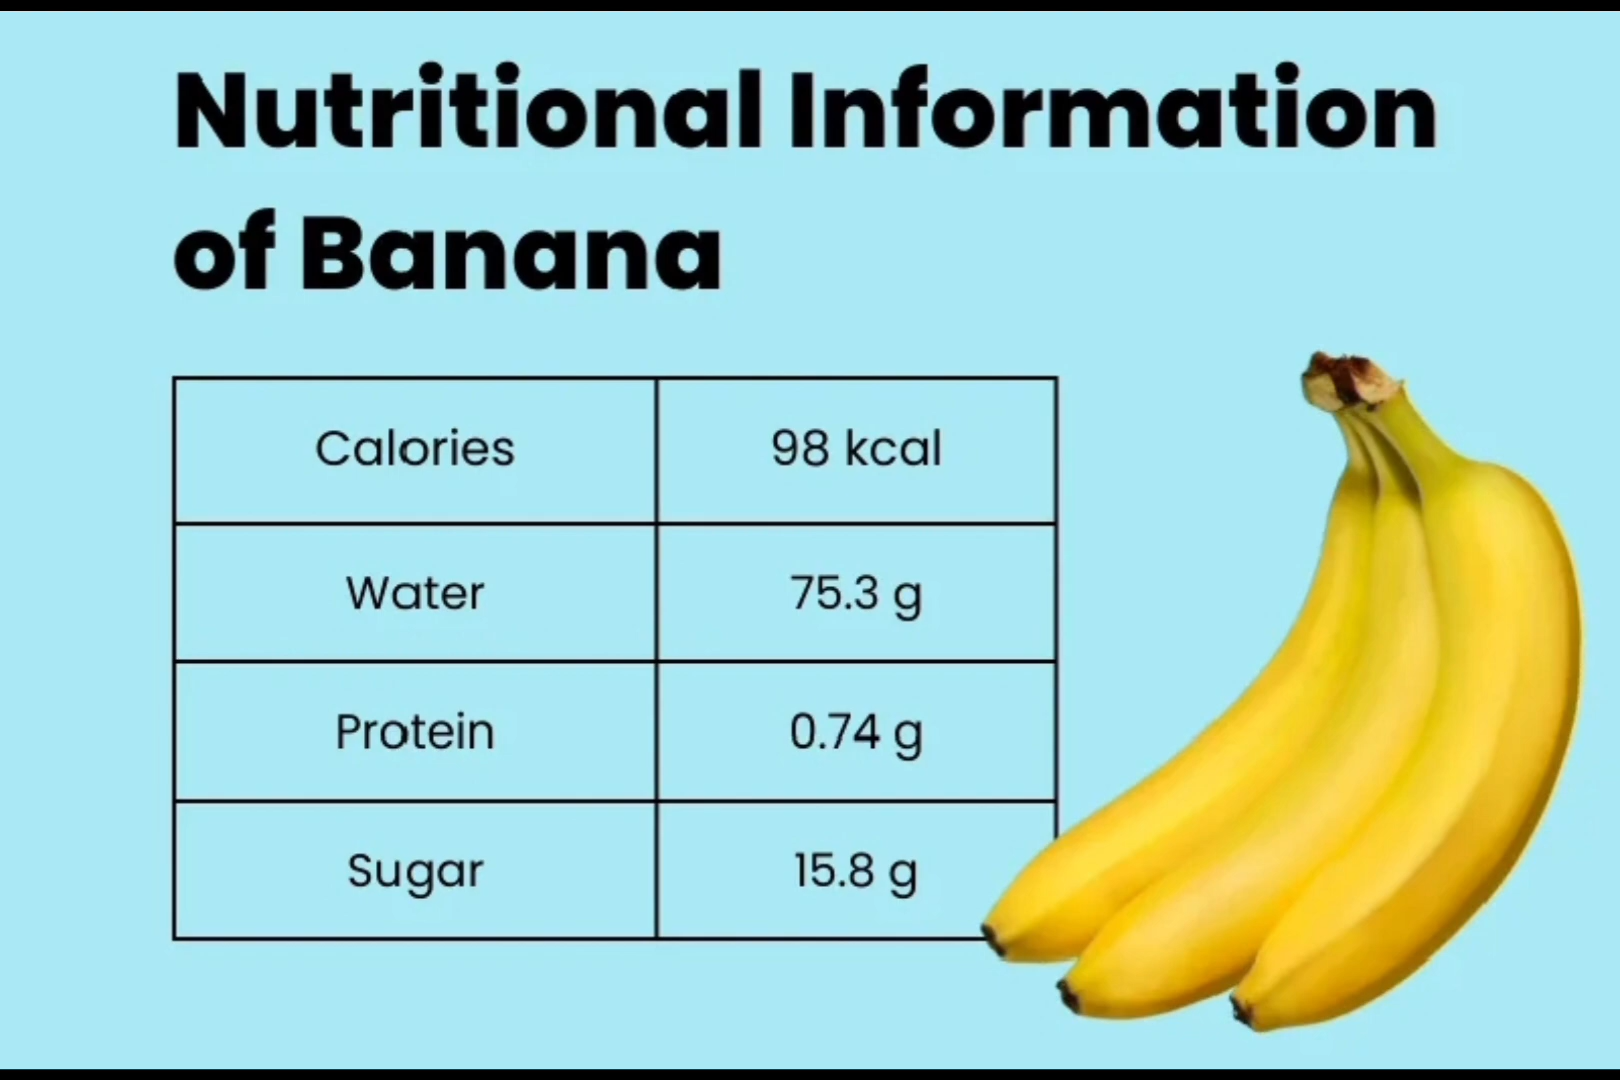 Nutritional Information
of Banana
Calories 98 kcal
Water 75.3 g
Protein 0.74 g
Sugar 15.8 g